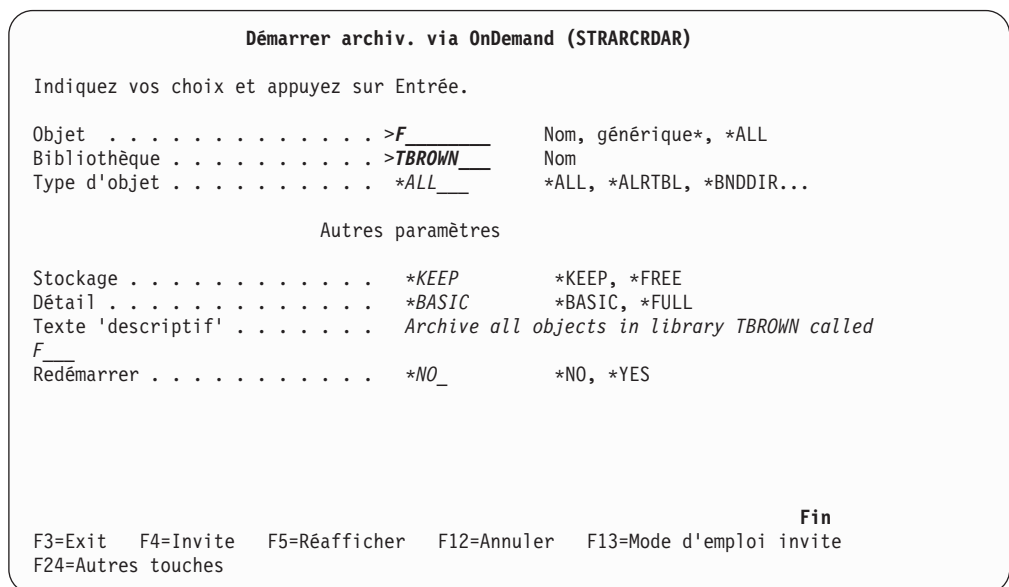 Démarrer archiv. via OnDemand (STRARCRDAR)
Indiquez vos choix et appuyez sur Entrée.
Objet . . . . . . . . . . . . . >F________ Nom, générique*, *ALL
Bibliothèque . . . . . . . . . . >TBROWN___ Nom
Type d'objet . . . . . . . . . . *ALL___ *ALL, *ALRTBL, *BNDDIR...
Autres paramètres
Stockage . . . . . . . . . . . . *KEEP *KEEP, *FREE
Détail . . . . . . . . . . . . . *BASIC *BASIC, *FULL
Texte 'descriptif' . . . . . . . Archive all objects in library TBROWN called
F___
Redémarrer . . . . . . . . . . . *NO_ *NO, *YES
Fin
F3=Exit F4=Invite F5=Réafficher F12=Annuler F13=Mode d'emploi invite
F24=Autres touches